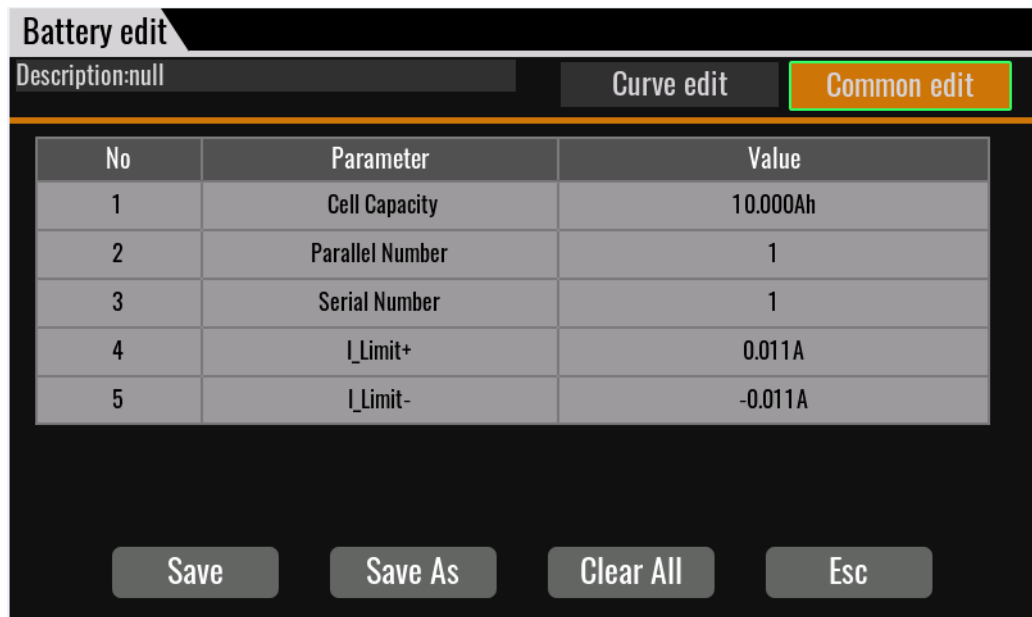 Battery edit
Description:null
Curve edit Common edit
No Parameter Value
1 Cell Capacity 10.000Ah
2 Parallel Number 1
3 Serial Number 1
4 I_Limit+ 0.011A
5 I_Limit- -0.011A
Save Save As Clear All Esc